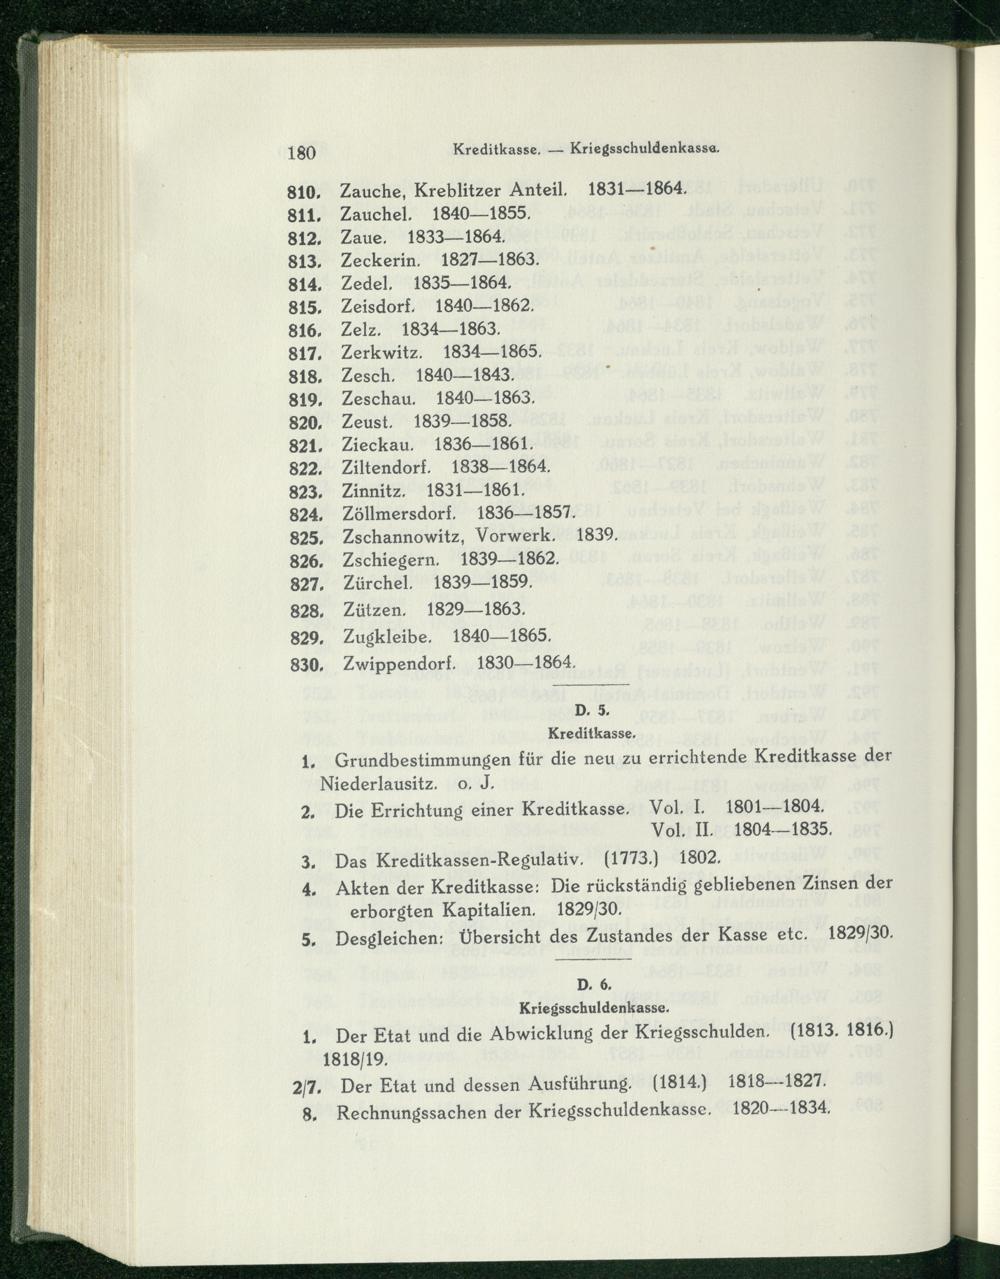 180 Kreditkasse. — Kriegsschuldenkasse.
810. Zauche, Kreblitzer Anteil. 1831—1864.
811. Zauchel. 1840—1855.
812. Zaue. 1833—1864.
813. Zeckerin. 1827—1863.
814. Zedel. 1835—1864.
815. Zeisdorf. 1840—1862.
816. Zelz. 1834—1863.
817. Zerkwitz. 1834—1865.
818. Zesch. 1840—1843.
819. Zeschau. 1840—1863.
820. Zeust. 1839—1858.
821. Zieckau. 1836—1861.
822. Ziltendorf. 1838—1864.
823. Zinnitz. 1831—1861.
824. Zöllmersdorf. 1836—1857.
825. Zschannowitz, Vorwerk. 1839.
826. Zschiegern. 1839—1862.
827. Zürchel. 1839—1859.
828. Zützen. 1829—1863.
829. Zugkleibe. 1840—1865.
830. Zwippendorf. 1830—1864.
D. 5.
Kreditkasse.
1. Grundbestimmungen für die neu zu errichtende Kreditkasse der
Niederlausitz. o. J.
2. Die Errichtung einer Kreditkasse. Vol. I. 1801—1804.
Vol. II. 1804—1835.
3. Das Kreditkassen-Regulativ. (1773.) 1802.
4. Akten der Kreditkasse: Die rückständig gebliebenen Zinsen der
erborgten Kapitalien. 1829/30.
5. Desgleichen: Übersicht des Zustandes der Kasse etc. 1829/30.
D. 6.
Kriegsschuldenkasse.
1. Der Etat und die Abwicklung der Kriegsschulden. (1813. 1816.)
1818/19.
2/7. Der Etat und dessen Ausführung. (1814.) 1818—1827.
8. Rechnungssachen der Kriegsschuldenkasse. 1820—1834.